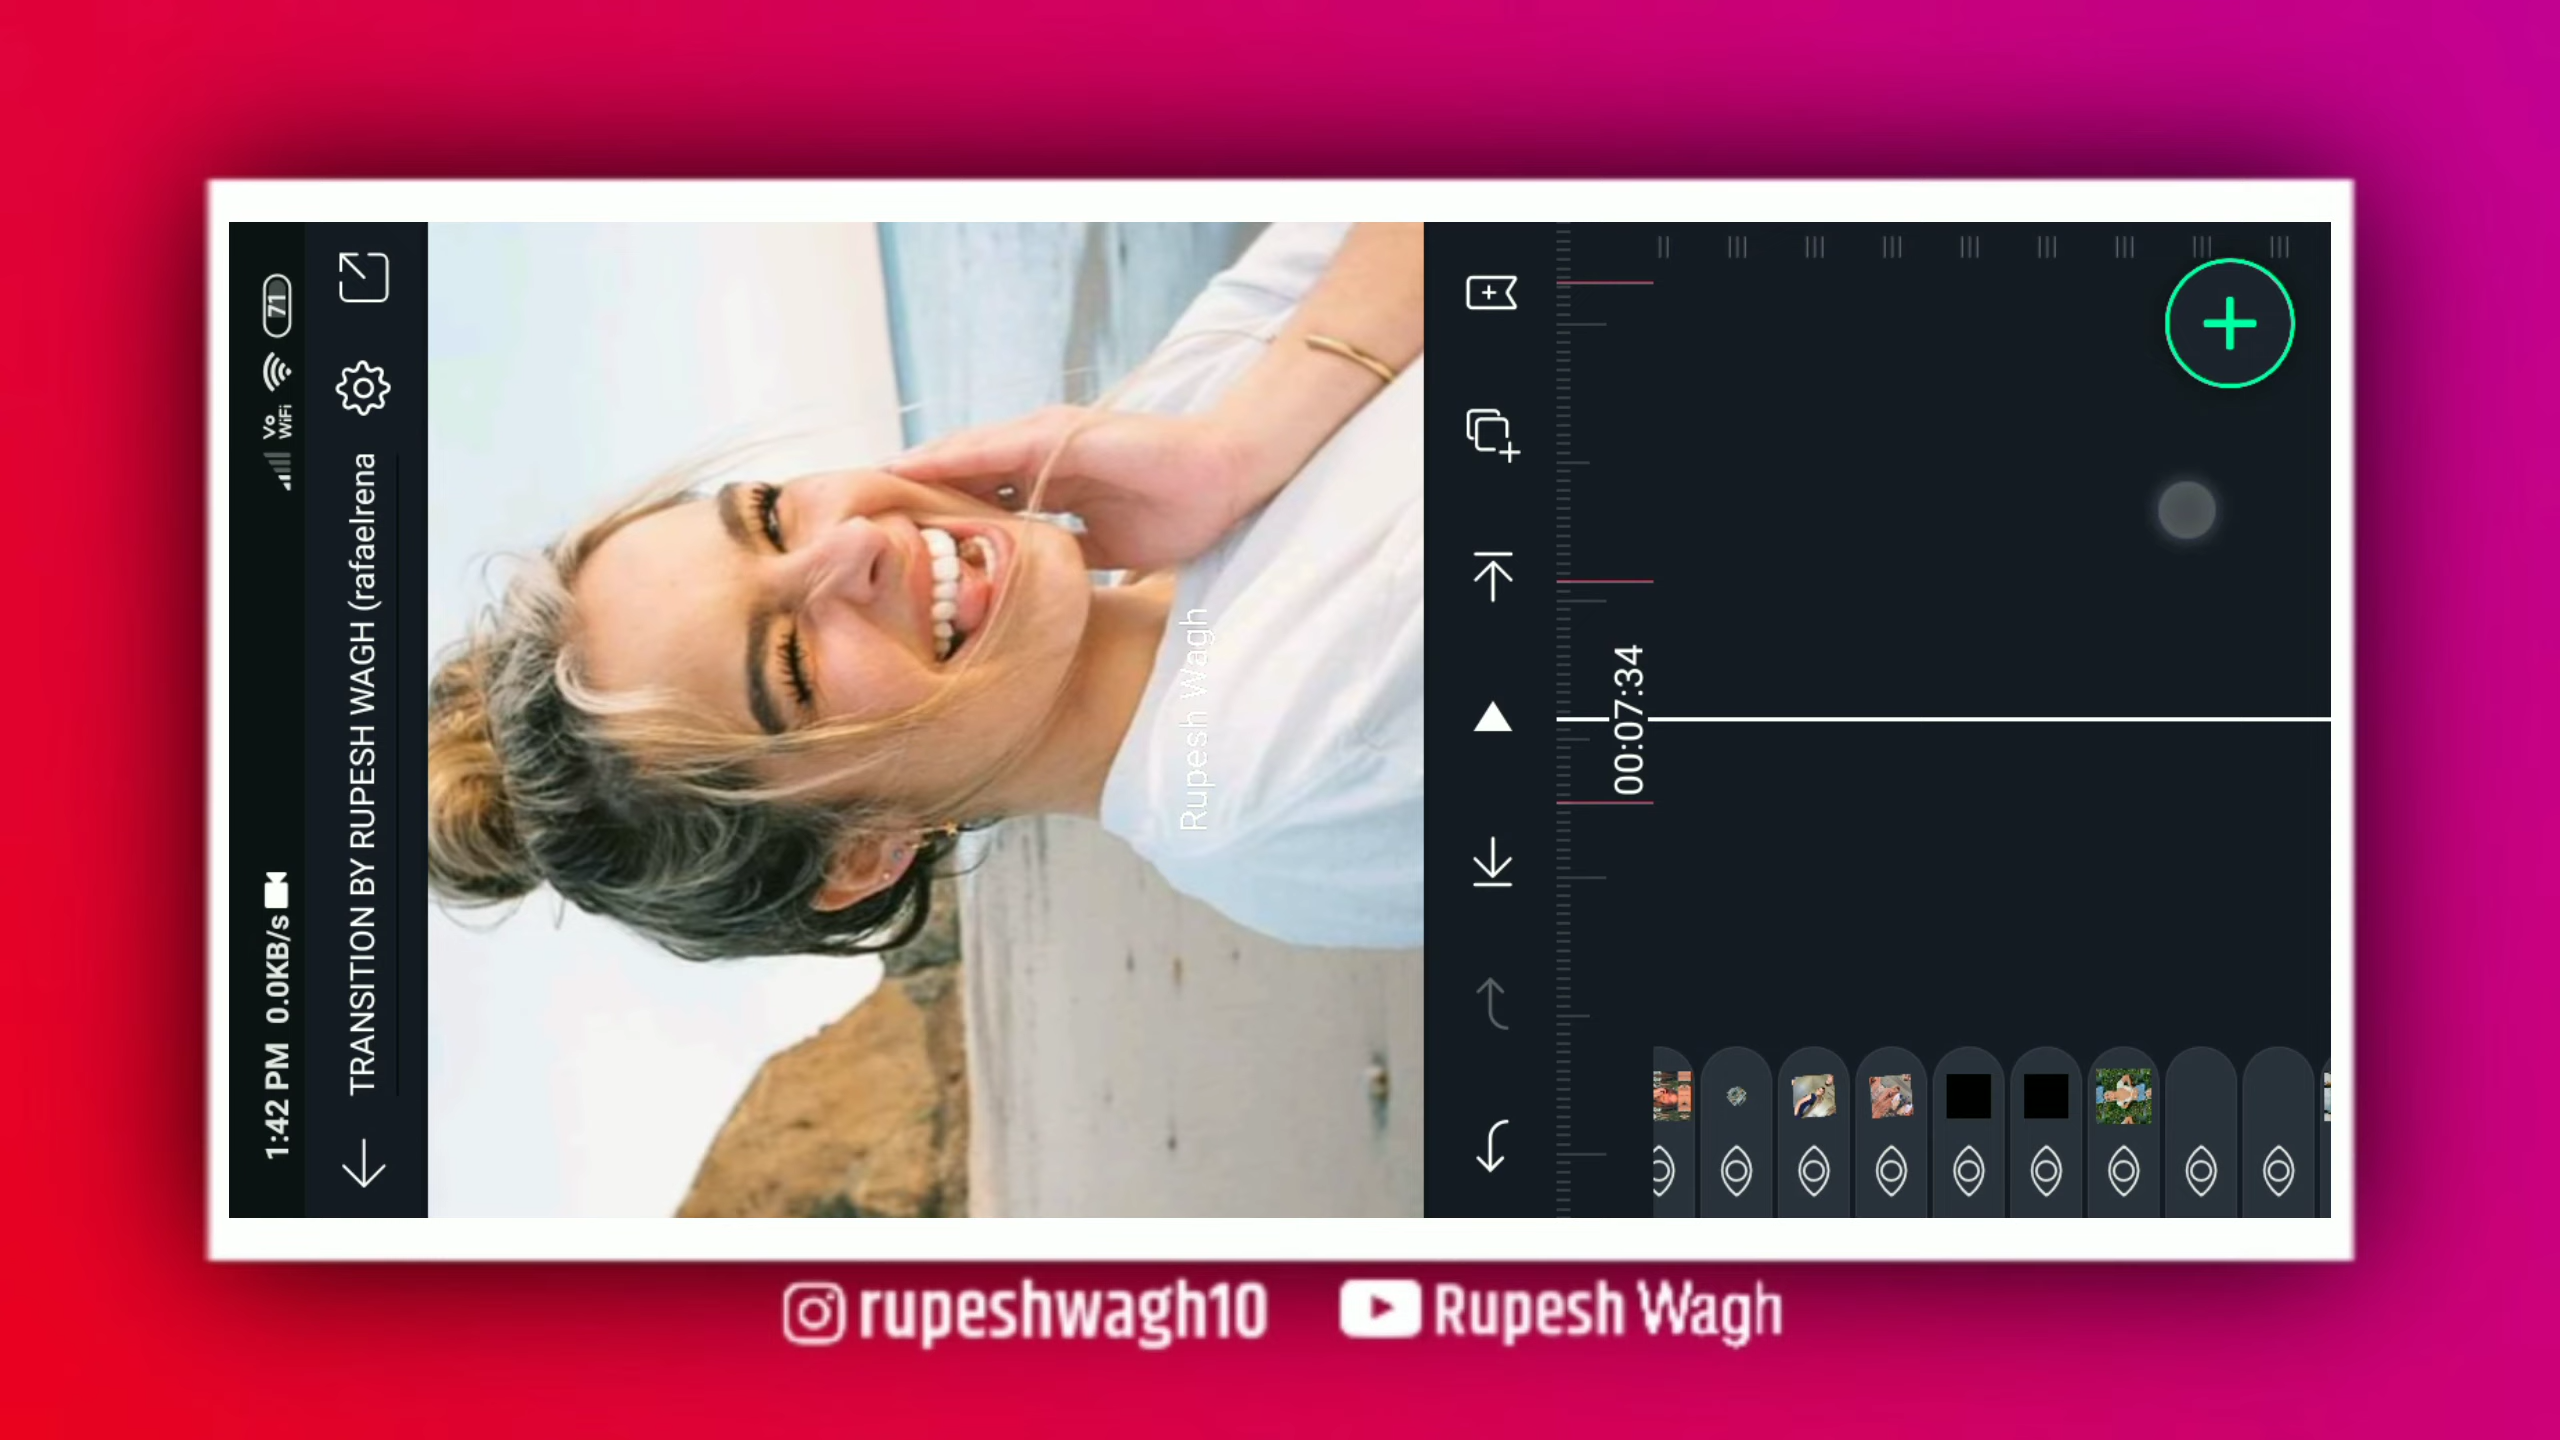 1:42 PM 0.0KB/s Vo WiFi 71
TRANSITION BY RUPESH WAGH (rafaelrena
Rupesh Wagh
00:07:34
rupeshwagh10 Rupesh Wagh